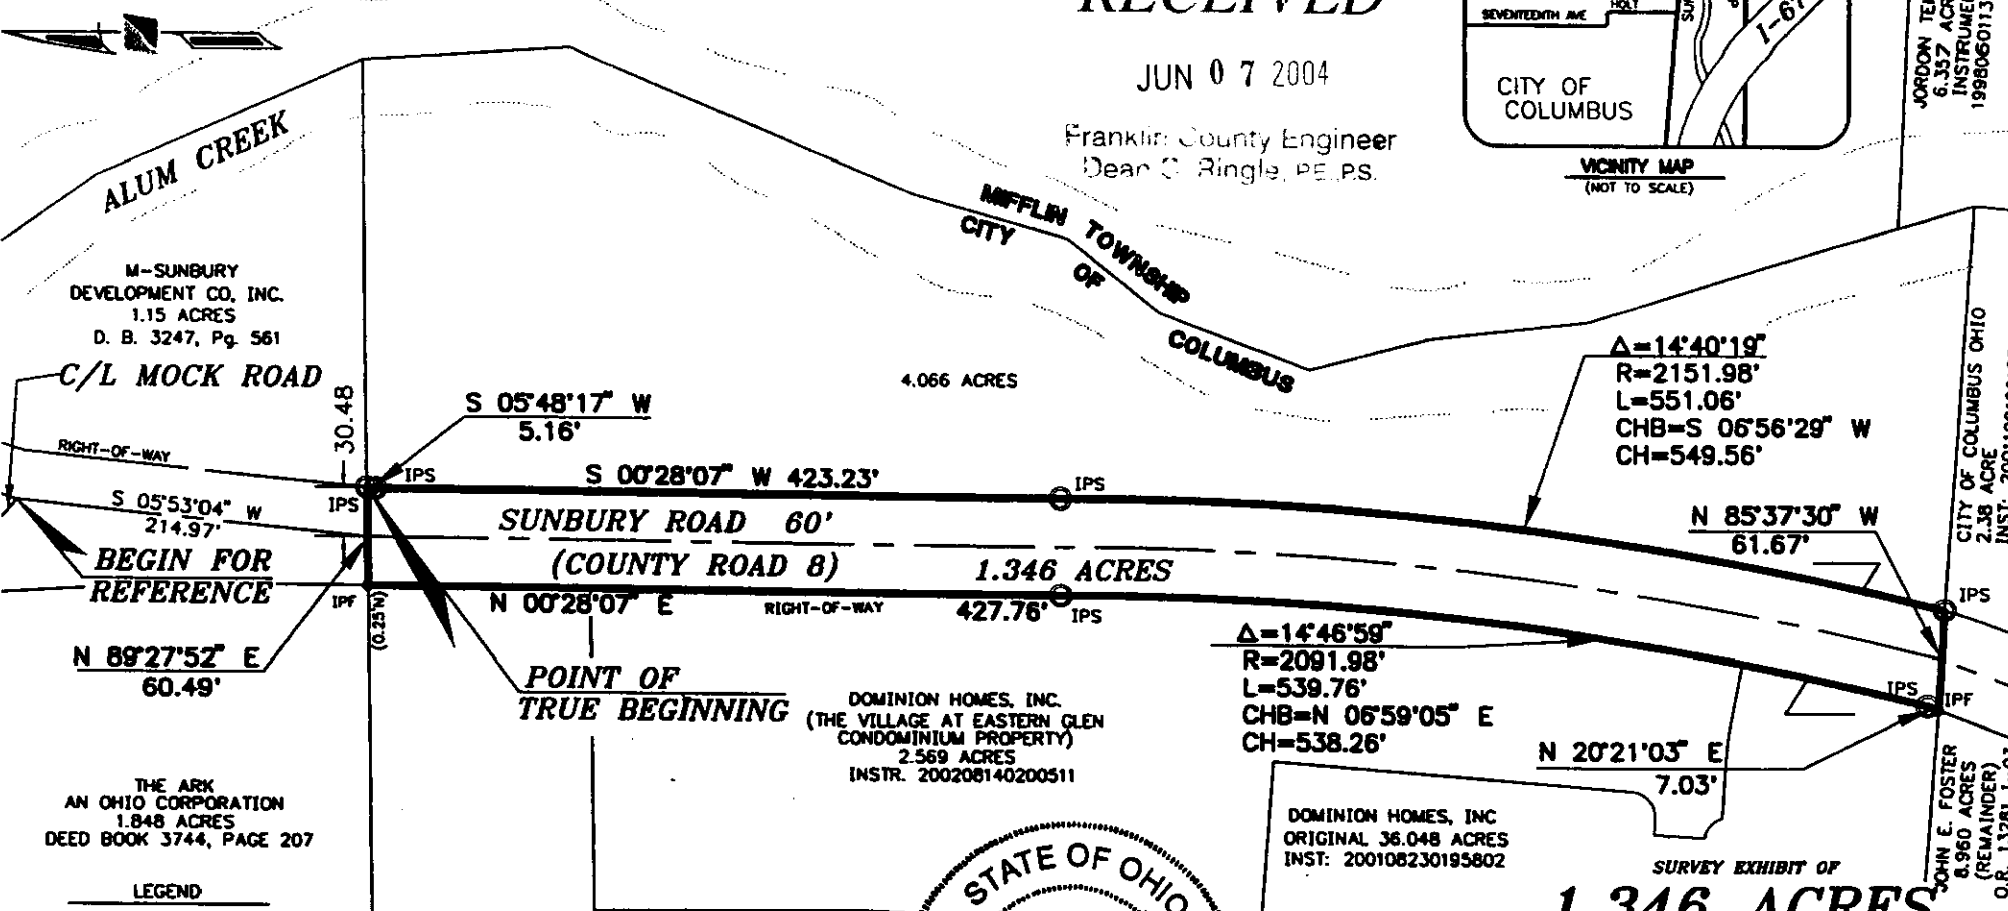 RECEIVED
JUN 07 2004
Franklin County Engineer
Dean C. Ringle, P.E., P.S.
SEVENTEENTH AVE
HOLT
SUN
I-67
CITY OF
COLUMBUS
VICINITY MAP
(NOT TO SCALE)
6.357 ACR
INSTRUMEN
1998060113
ALUM CREEK
MIFFLIN TOWNSHIP
CITY OF COLUMBUS
M-SUNBURY
DEVELOPMENT CO, INC.
1.15 ACRES
D. B. 3247, Pg. 561
C/L MOCK ROAD
30.48
4.066 ACRES
S 05°48'17" W
5.16'
Δ=14°40'19"
R=2151.98'
L=551.06'
CHB=S 06°56'29" W
CH=549.56'
CITY OF COLUMBUS OHIO
2.38 ACRE
RIGHT-OF-WAY
IPS
S 00°28'07" W 423.23'
IPS
S 05°53'04" W
214.97'
IPS
SUNBURY ROAD 60'
(COUNTY ROAD 8)
1.346 ACRES
N 85°37'30" W
61.67'
IPS
BEGIN FOR
REFERENCE
IPF
(0.25'N)
N 00°28'07" E
RIGHT-OF-WAY
427.76'
IPS
N 89°27'52" E
60.49'
POINT OF
TRUE BEGINNING
Δ=14°46'59"
R=2091.98'
L=539.76'
CHB=N 06°59'05" E
CH=538.26'
IPS
IPF
N 20°21'03" E
7.03'
DOMINION HOMES, INC.
(THE VILLAGE AT EASTERN GLEN
CONDOMINIUM PROPERTY)
2.569 ACRES
INSTR. 200208140200511
THE ARK
AN OHIO CORPORATION
1.848 ACRES
DEED BOOK 3744, PAGE 207
DOMINION HOMES, INC
ORIGINAL 36.048 ACRES
INST: 200108230195802
JOHN E. FOSTER
8.960 ACRES
(REMAINDER)
LEGEND
STATE OF OHIO
SURVEY EXHIBIT OF
1.346 ACRES